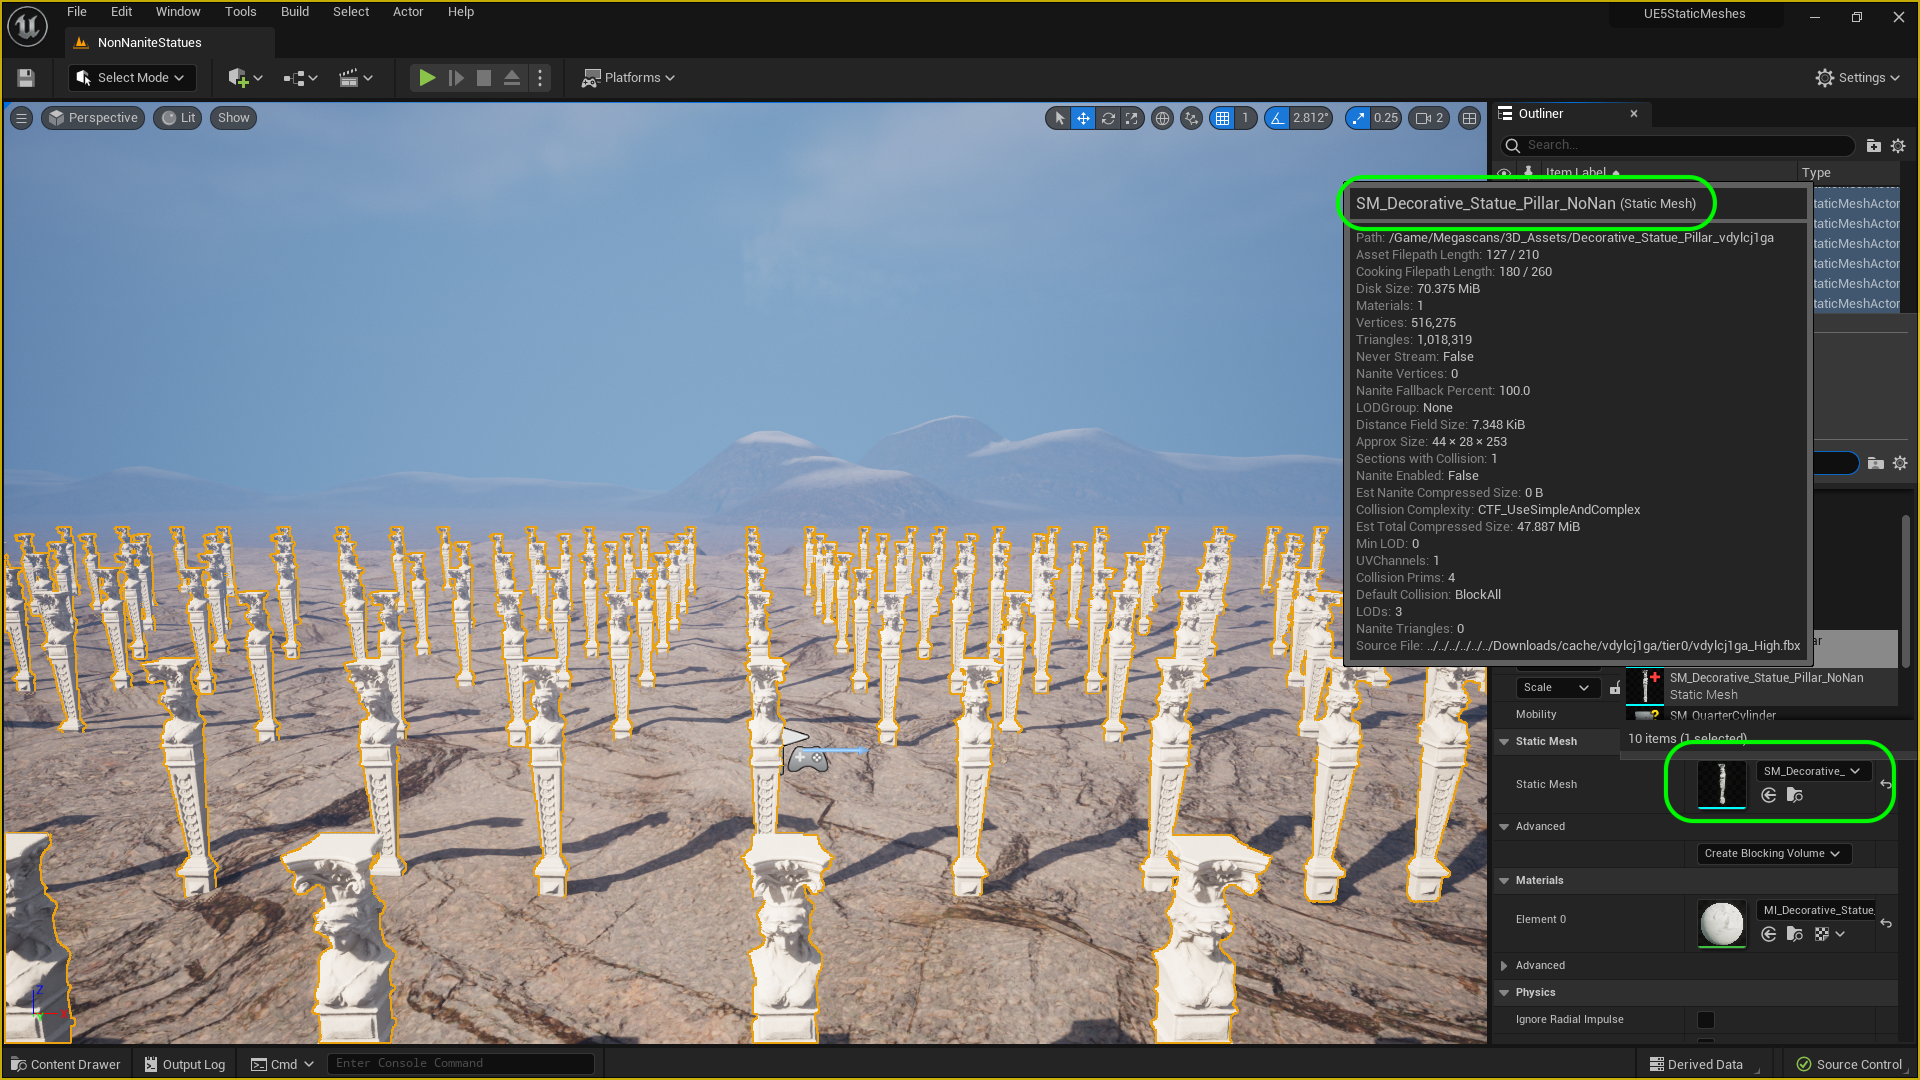 File Edit Window Tools Build Select Actor Help
UE5StaticMeshes
NonNaniteStatues
Select Mode
Platforms
Settings
Perspective
Lit
Show
1
2.812°
0.25
2
Outliner
Search...
Item Label
Type
taticMeshActor
taticMeshActor
taticMeshActor
taticMeshActor
taticMeshActor
taticMeshActor
SM_Decorative_Statue_Pillar_NoNan (Static Mesh)
Path: /Game/Megascans/3D_Assets/Decorative_Statue_Pillar_vdylcj1ga
Asset Filepath Length: 127 / 210
Cooking Filepath Length: 180 / 260
Disk Size: 70.375 MiB
Materials: 1
Vertices: 516,275
Triangles: 1,018,319
Never Stream: False
Nanite Vertices: 0
Nanite Fallback Percent: 100.0
LODGroup: None
Distance Field Size: 7.348 KiB
Approx Size: 44 × 28 × 253
Sections with Collision: 1
Nanite Enabled: False
Est Nanite Compressed Size: 0 B
Collision Complexity: CTF_UseSimpleAndComplex
Est Total Compressed Size: 47.887 MiB
Min LOD: 0
UVChannels: 1
Collision Prims: 4
Default Collision: BlockAll
LODs: 3
Nanite Triangles: 0
Source File: ../../../../../../Downloads/cache/vdylcj1ga/tier0/vdylcj1ga_High.fbx
ar
Scale
SM_Decorative_Statue_Pillar_NoNan
Static Mesh
Mobility
SM_QuarterCylinder
10 items (1 selected)
Static Mesh
Static Mesh
SM_Decorative_
Advanced
Create Blocking Volume
Materials
Element 0
MI_Decorative_Statue_
Advanced
Physics
Ignore Radial Impulse
Z
Y
X
Content Drawer
Output Log
Cmd
Enter Console Command
Derived Data
Source Control